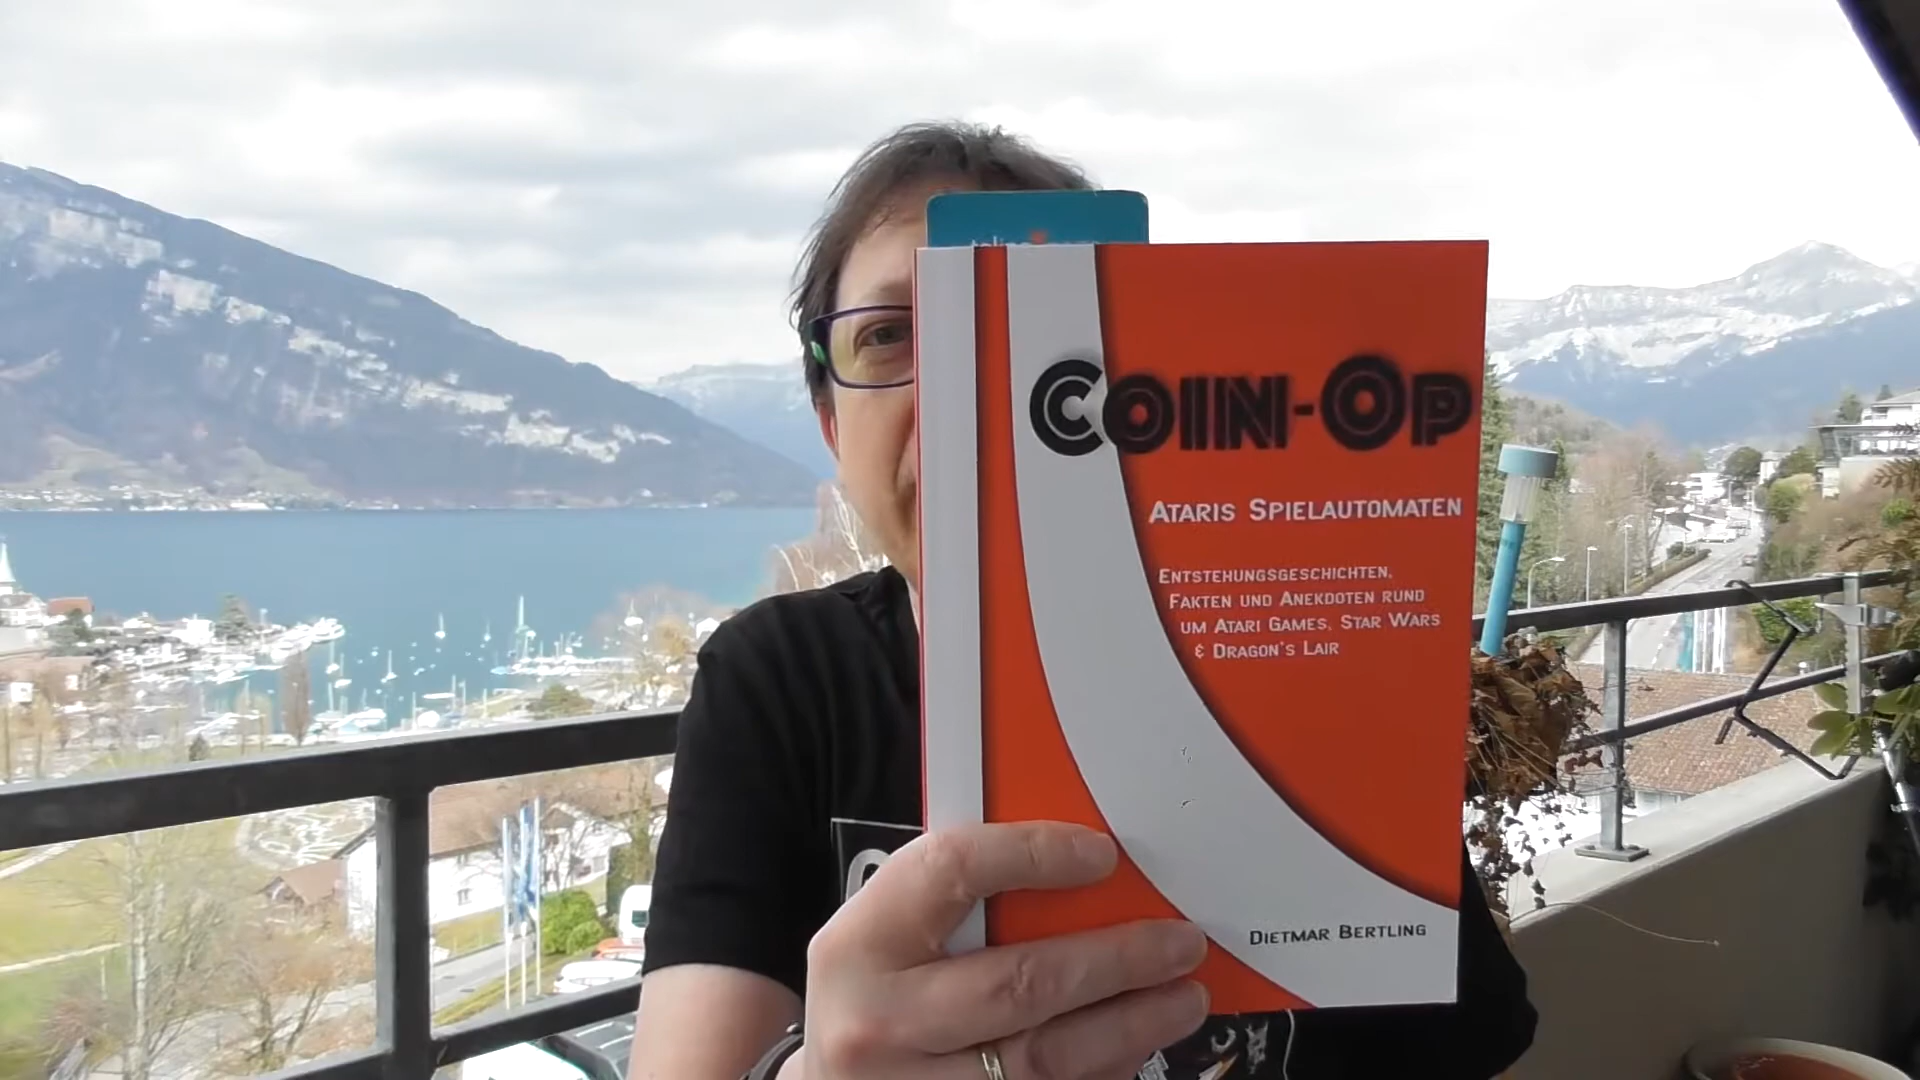 Coin-Op
Ataris Spielautomaten
Entstehungsgeschichten,
Fakten und Anekdoten rund
um Atari Games, Star Wars
& Dragon's Lair
Dietmar Bertling